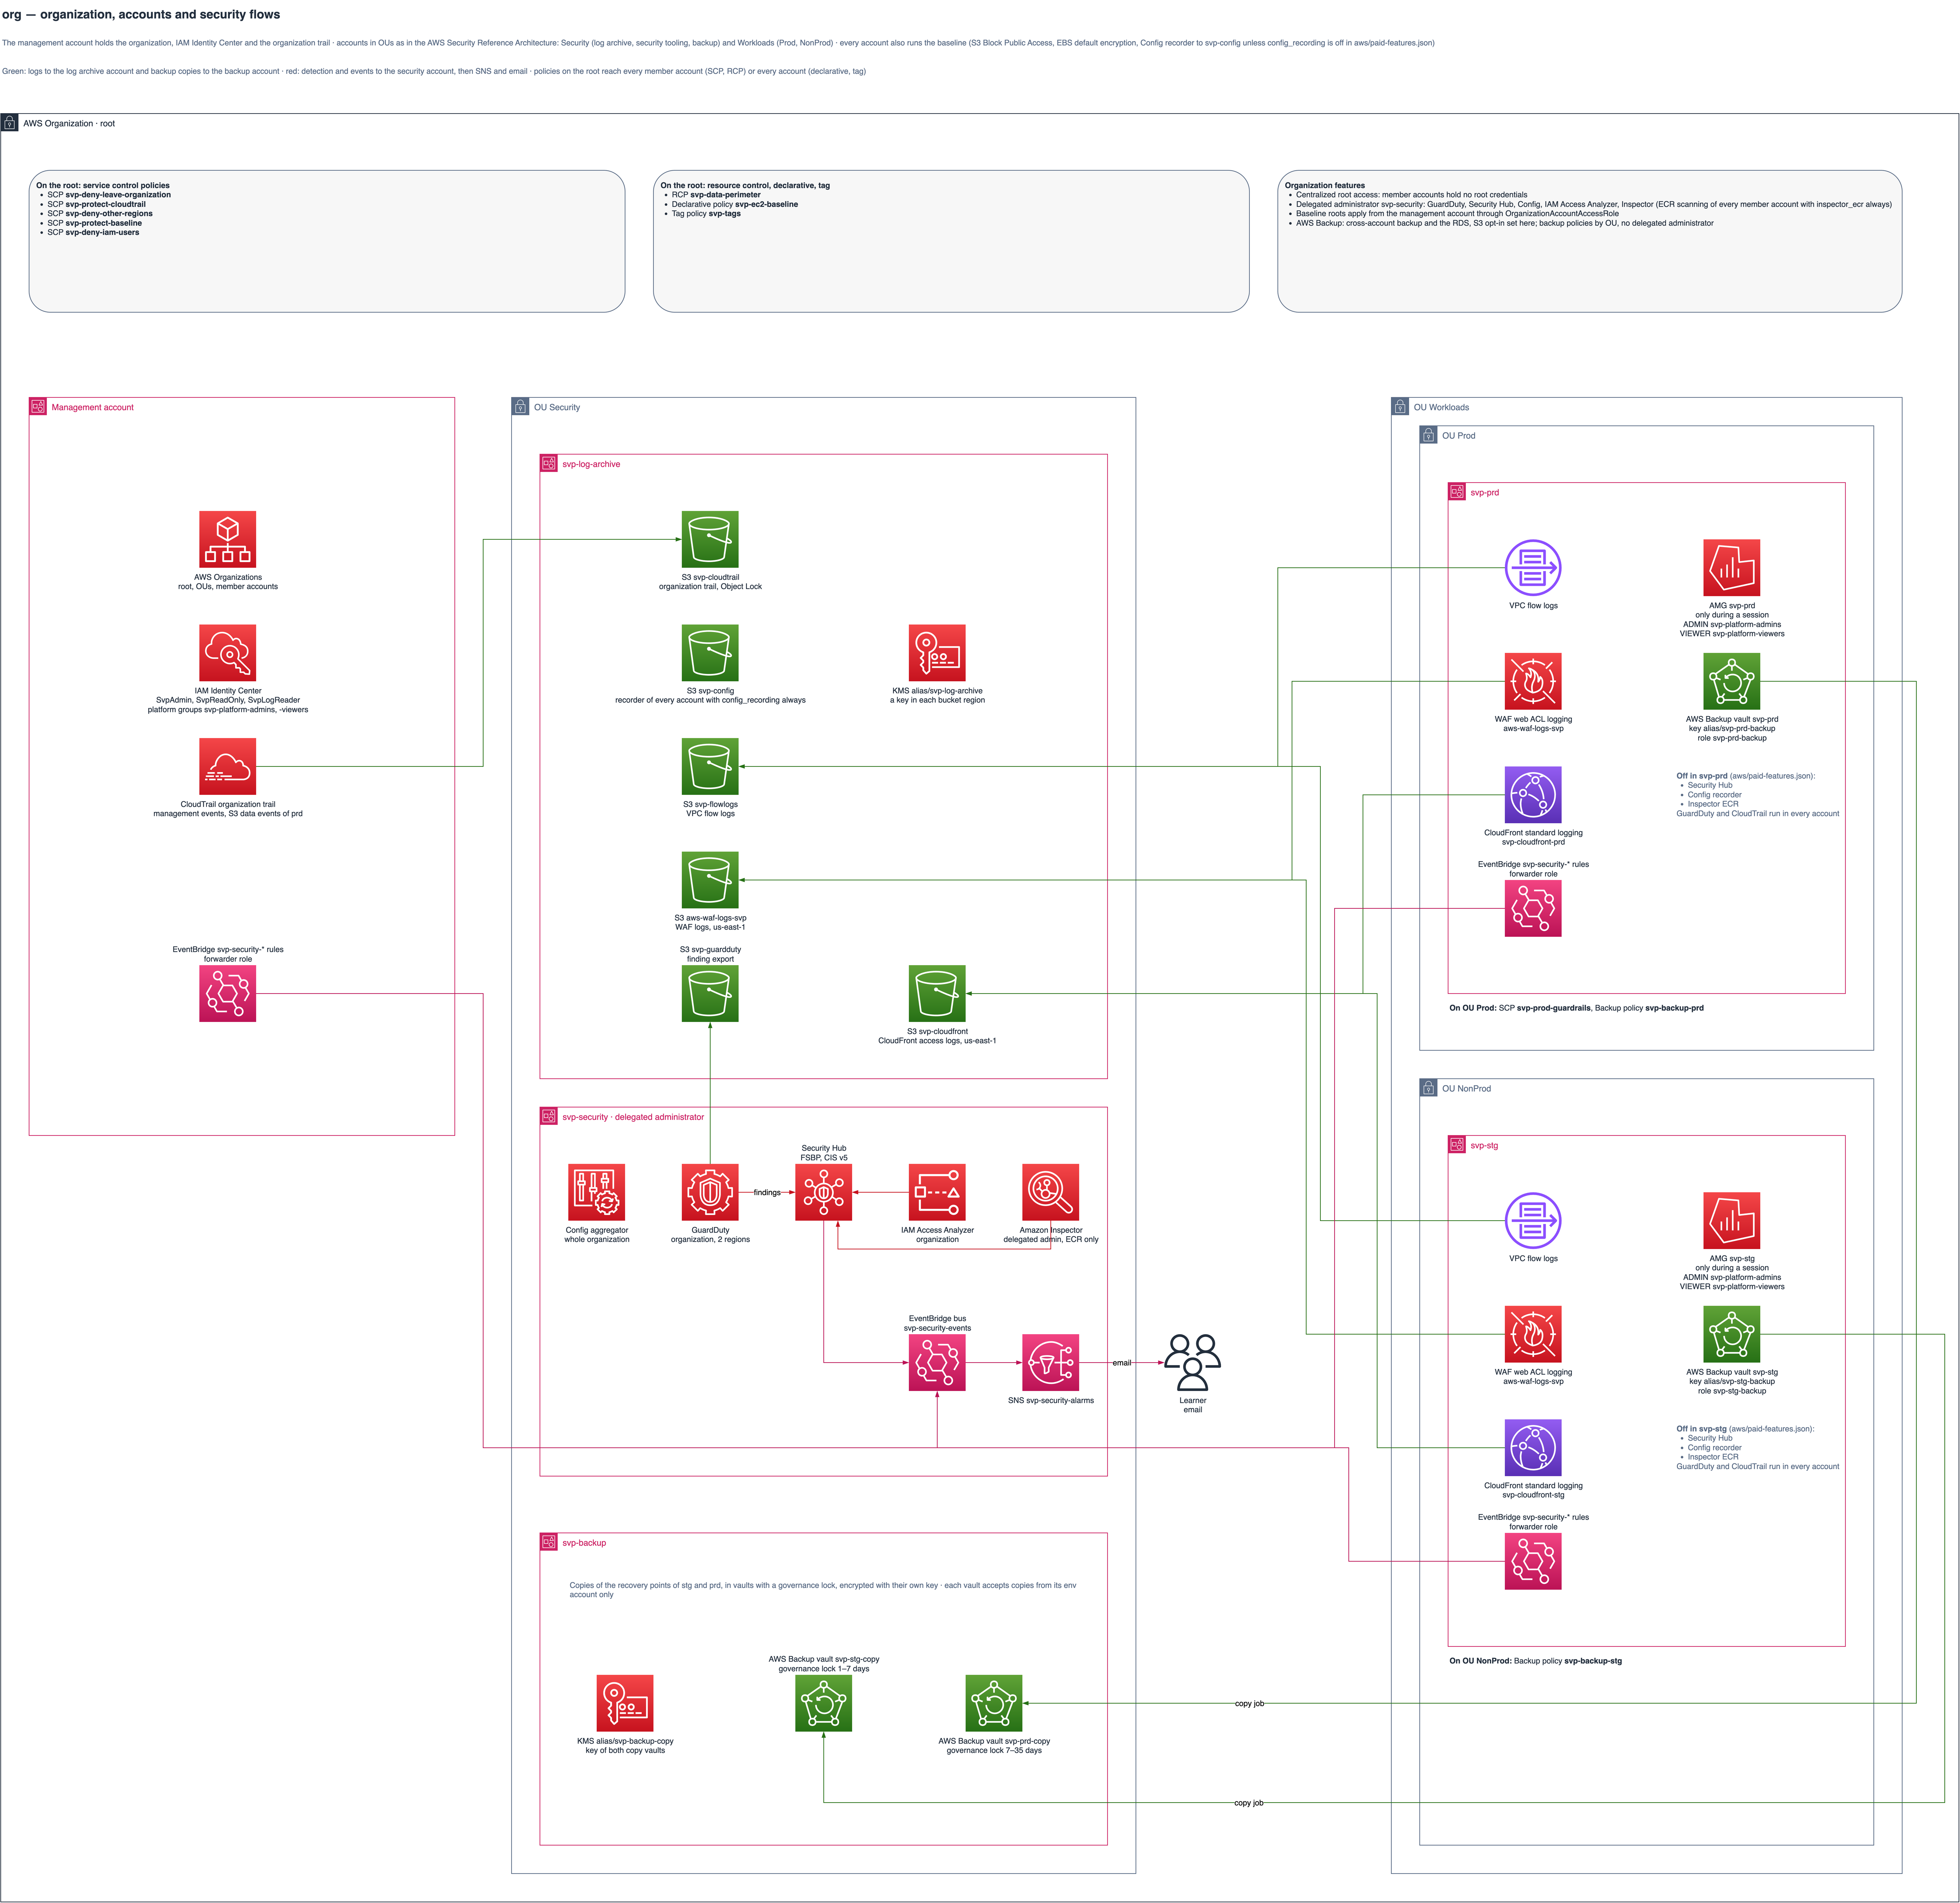 org — organization, accounts and security flows
The management account holds the organization, IAM Identity Center and the organization trail · accounts in OUs as in the AWS Security Reference Architecture: Security (log archive, security tooling, backup) and Workloads (Prod, NonProd) · every account also runs the baseline (S3 Block Public Access, EBS default encryption, Config recorder to svp-config unless config_recording is off in aws/paid-features.json)
Green: logs to the log archive account and backup copies to the backup account · red: detection and events to the security account, then SNS and email · policies on the root reach every member account (SCP, RCP) or every account (declarative, tag)
AWS Organization · root
On the root: service control policies
• SCP svp-deny-leave-organization
• SCP svp-protect-cloudtrail
• SCP svp-deny-other-regions
• SCP svp-protect-baseline
• SCP svp-deny-iam-users
On the root: resource control, declarative, tag
• RCP svp-data-perimeter
• Declarative policy svp-ec2-baseline
• Tag policy svp-tags
Organization features
• Centralized root access: member accounts hold no root credentials
• Delegated administrator svp-security: GuardDuty, Security Hub, Config, IAM Access Analyzer, Inspector (ECR scanning of every member account with inspector_ecr always)
• Baseline roots apply from the management account through OrganizationAccountAccessRole
• AWS Backup: cross-account backup and the RDS, S3 opt-in set here; backup policies by OU, no delegated administrator
Management account
AWS Organizations
root, OUs, member accounts
IAM Identity Center
SvpAdmin, SvpReadOnly, SvpLogReader
platform groups svp-platform-admins, -viewers
CloudTrail organization trail
management events, S3 data events of prd
EventBridge svp-security-* rules
forwarder role
OU Security
svp-log-archive
S3 svp-cloudtrail
organization trail, Object Lock
S3 svp-config
recorder of every account with config_recording always
KMS alias/svp-log-archive
a key in each bucket region
S3 svp-flowlogs
VPC flow logs
S3 aws-waf-logs-svp
WAF logs, us-east-1
S3 svp-guardduty
finding export
S3 svp-cloudfront
CloudFront access logs, us-east-1
svp-security · delegated administrator
Security Hub
FSBP, CIS v5
findings
Config aggregator
whole organization
GuardDuty
organization, 2 regions
IAM Access Analyzer
organization
Amazon Inspector
delegated admin, ECR only
EventBridge bus
svp-security-events
SNS svp-security-alarms
email
Learner
email
svp-backup
Copies of the recovery points of stg and prd, in vaults with a governance lock, encrypted with their own key · each vault accepts copies from its env
account only
KMS alias/svp-backup-copy
key of both copy vaults
AWS Backup vault svp-stg-copy
governance lock 1–7 days
AWS Backup vault svp-prd-copy
governance lock 7–35 days
copy job
copy job
OU Workloads
OU Prod
svp-prd
VPC flow logs
AMG svp-prd
only during a session
ADMIN svp-platform-admins
VIEWER svp-platform-viewers
WAF web ACL logging
aws-waf-logs-svp
AWS Backup vault svp-prd
key alias/svp-prd-backup
role svp-prd-backup
CloudFront standard logging
svp-cloudfront-prd
Off in svp-prd (aws/paid-features.json):
• Security Hub
• Config recorder
• Inspector ECR
GuardDuty and CloudTrail run in every account
EventBridge svp-security-* rules
forwarder role
On OU Prod: SCP svp-prod-guardrails, Backup policy svp-backup-prd
OU NonProd
svp-stg
VPC flow logs
AMG svp-stg
only during a session
ADMIN svp-platform-admins
VIEWER svp-platform-viewers
WAF web ACL logging
aws-waf-logs-svp
AWS Backup vault svp-stg
key alias/svp-stg-backup
role svp-stg-backup
CloudFront standard logging
svp-cloudfront-stg
Off in svp-stg (aws/paid-features.json):
• Security Hub
• Config recorder
• Inspector ECR
GuardDuty and CloudTrail run in every account
EventBridge svp-security-* rules
forwarder role
On OU NonProd: Backup policy svp-backup-stg